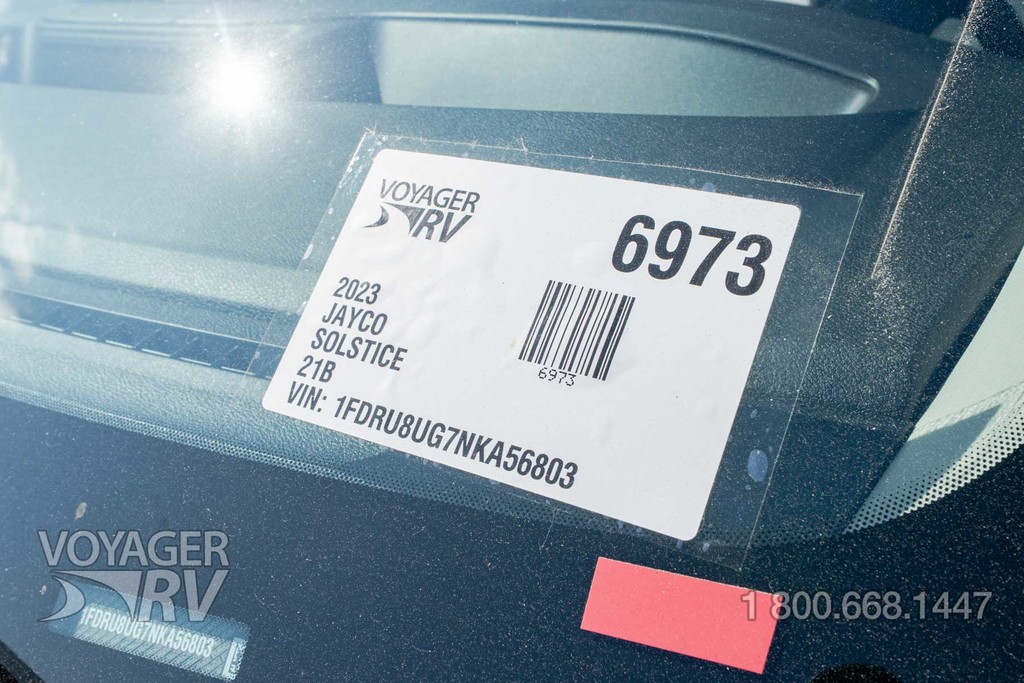 VOYAGER
RV
6973
2023
JAYCO
SOLSTICE
21B
6973
VIN: 1FDRU8UG7NKA56803
VOYAGER
RV
1FDRU8UG7NKA56803
1 800.668.1447